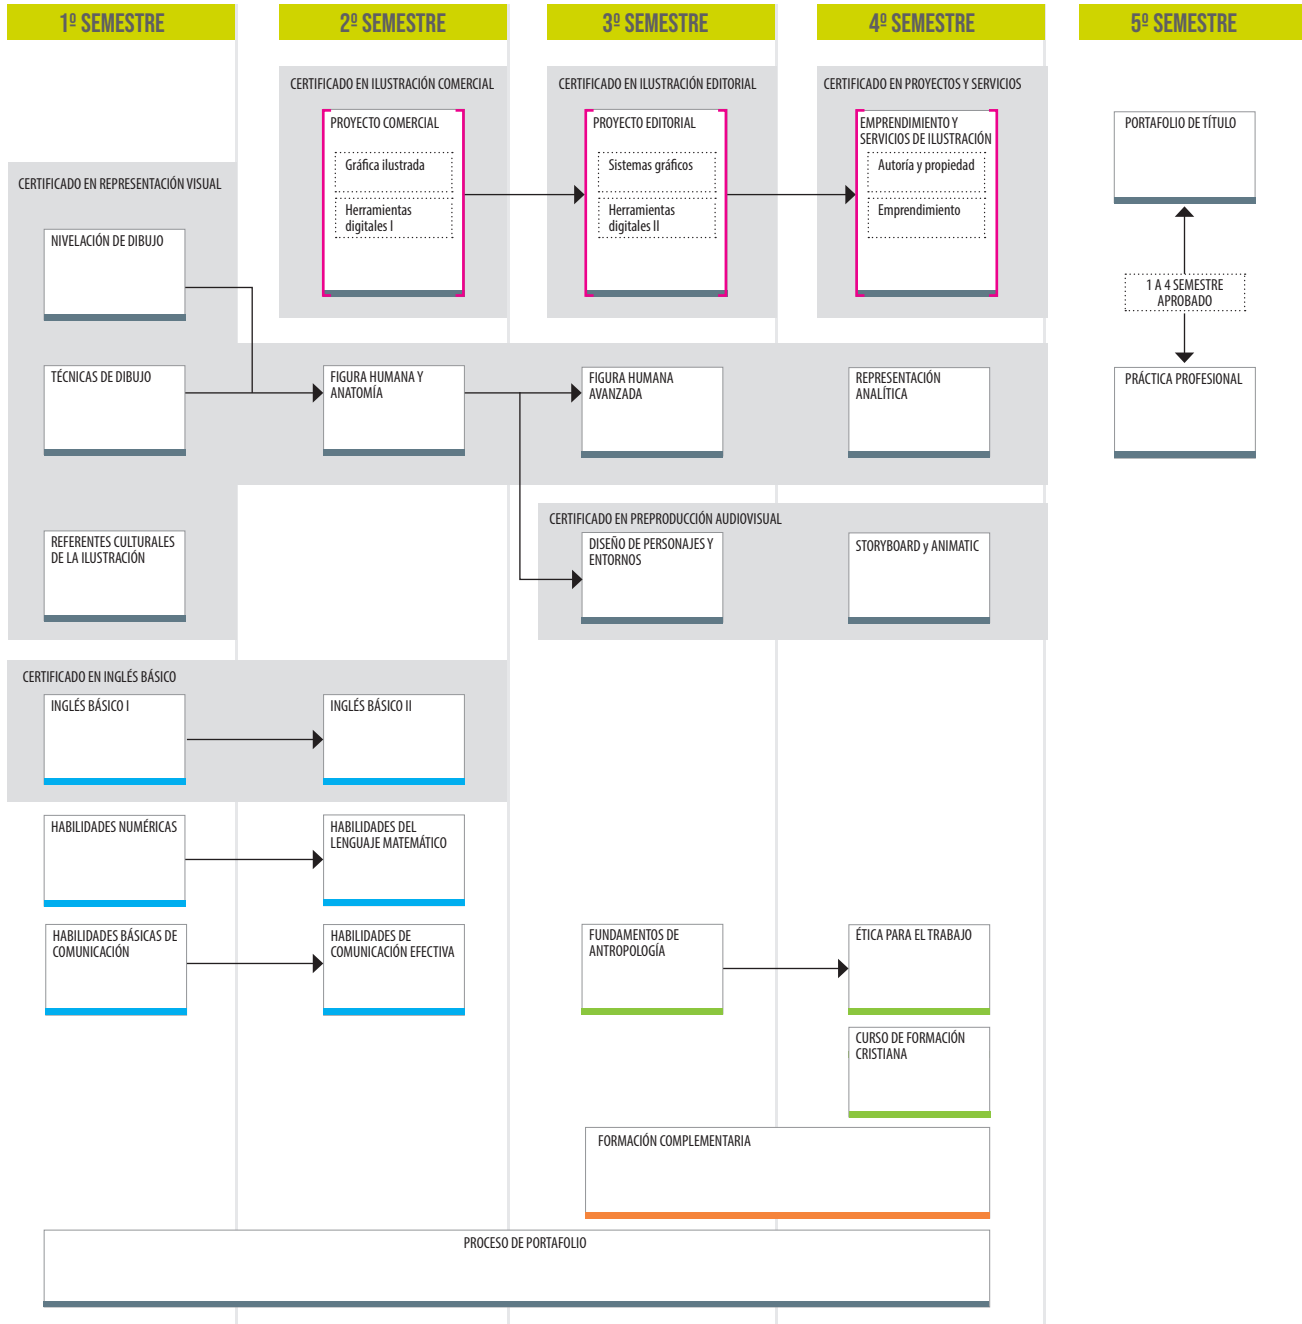 1º SEMESTRE
2º SEMESTRE
3º SEMESTRE
4º SEMESTRE
5º SEMESTRE
CERTIFICADO EN ILUSTRACIÓN COMERCIAL
CERTIFICADO EN ILUSTRACIÓN EDITORIAL
CERTIFICADO EN PROYECTOS Y SERVICIOS
PROYECTO COMERCIAL
Gráfica ilustrada
Herramientas
digitales I
PROYECTO EDITORIAL
Sistemas gráficos
Herramientas
digitales II
EMPRENDIMIENTO Y
SERVICIOS DE ILUSTRACIÓN
Autoría y propiedad
Emprendimiento
PORTAFOLIO DE TÍTULO
1 A 4 SEMESTRE
APROBADO
PRÁCTICA PROFESIONAL
CERTIFICADO EN REPRESENTACIÓN VISUAL
NIVELACIÓN DE DIBUJO
TÉCNICAS DE DIBUJO
FIGURA HUMANA Y
ANATOMÍA
FIGURA HUMANA
AVANZADA
REPRESENTACIÓN
ANALÍTICA
REFERENTES CULTURALES
DE LA ILUSTRACIÓN
CERTIFICADO EN PREPRODUCCIÓN AUDIOVISUAL
DISEÑO DE PERSONAJES Y
ENTORNOS
STORYBOARD y ANIMATIC
CERTIFICADO EN INGLÉS BÁSICO
INGLÉS BÁSICO I
INGLÉS BÁSICO II
HABILIDADES NUMÉRICAS
HABILIDADES DEL
LENGUAJE MATEMÁTICO
HABILIDADES BÁSICAS DE
COMUNICACIÓN
HABILIDADES DE
COMUNICACIÓN EFECTIVA
FUNDAMENTOS DE
ANTROPOLOGÍA
ÉTICA PARA EL TRABAJO
CURSO DE FORMACIÓN
CRISTIANA
FORMACIÓN COMPLEMENTARIA
PROCESO DE PORTAFOLIO